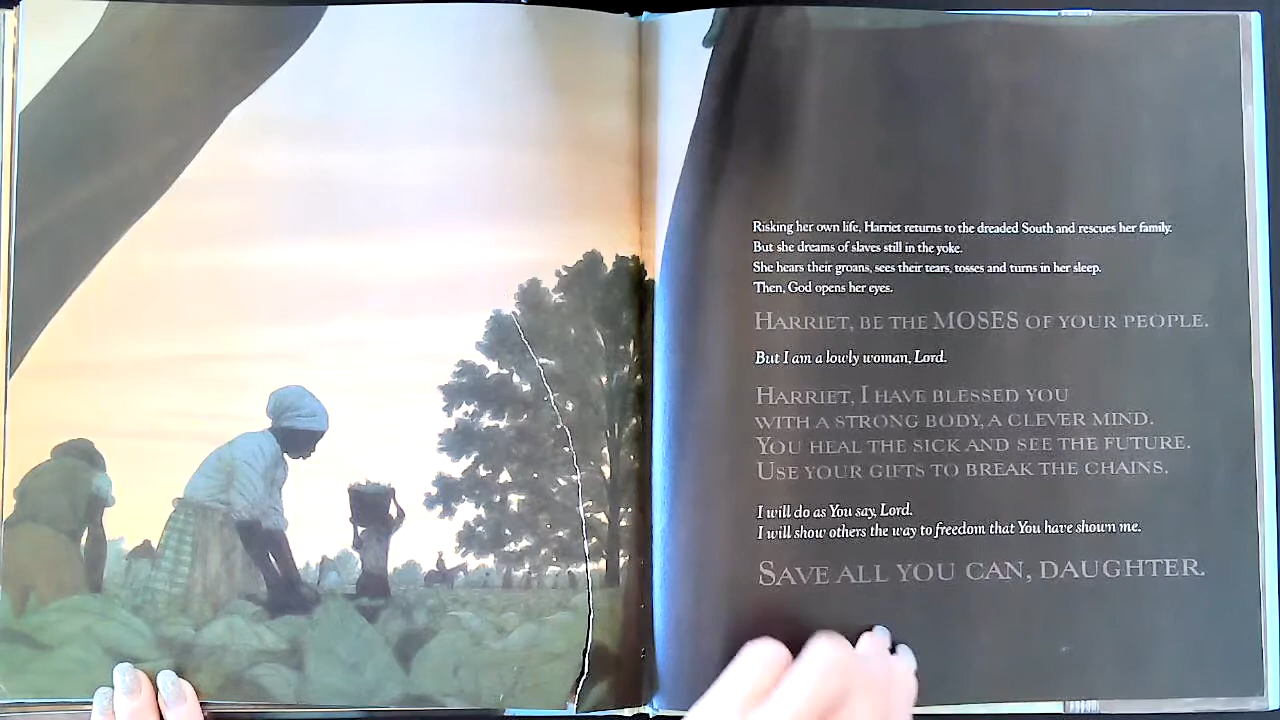 Risking her own life, Harriet returns to the dreaded South and rescues her family.
But she dreams of slaves still in the yoke.
She hears their groans, sees their tears, tosses and turns in her sleep.
Then, God opens her eyes.
HARRIET, BE THE MOSES OF YOUR PEOPLE.
But I am a lowly woman, Lord.
HARRIET, I HAVE BLESSED YOU
WITH A STRONG BODY, A CLEVER MIND.
YOU HEAL THE SICK AND SEE THE FUTURE.
USE YOUR GIFTS TO BREAK THE CHAINS.
I will do as You say, Lord.
I will show others the way to freedom that You have shown me.
SAVE ALL YOU CAN, DAUGHTER.